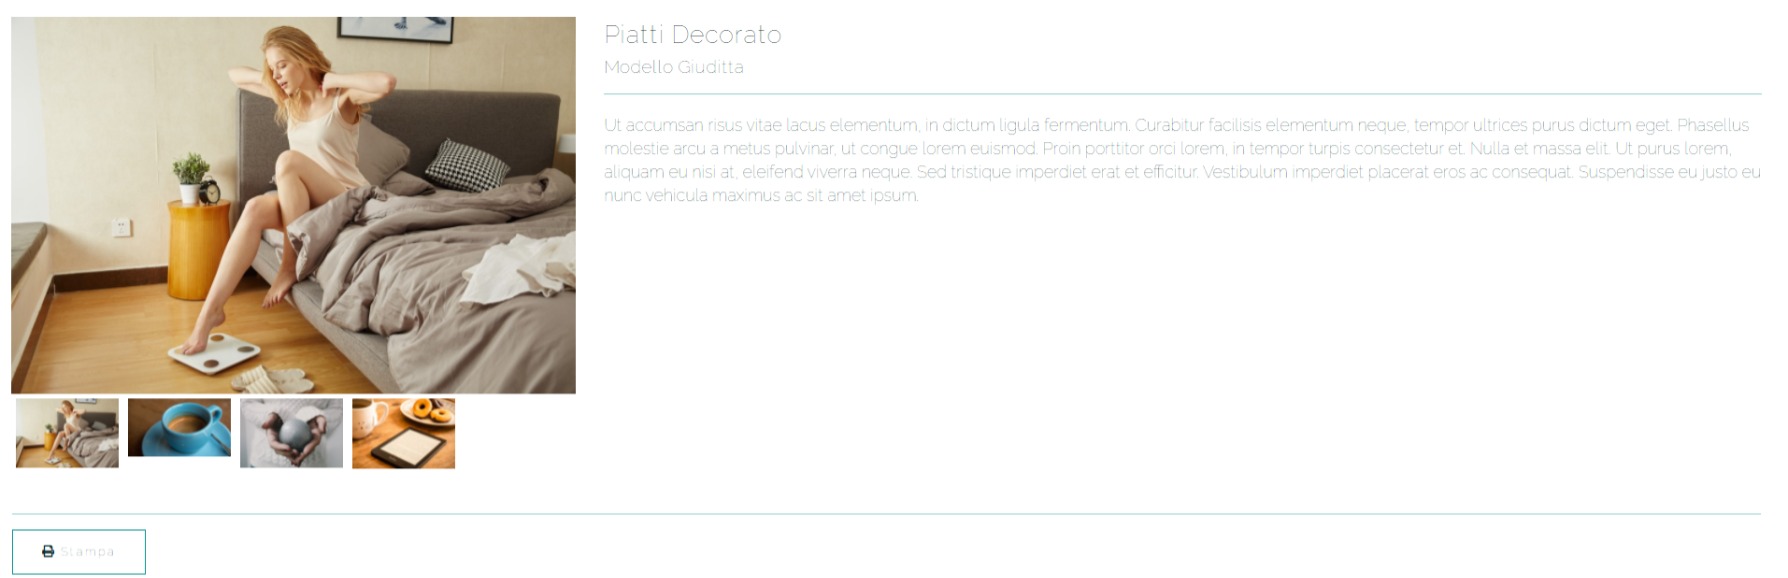 Piatti Decorato
Modello Giuditta
Ut accumsan risus vitae lacus elementum, in dictum ligula fermentum. Curabitur facilisis elementum neque, tempor ultrices purus dictum eget. Phasellus
molestie arcu a metus pulvinar, ut congue lorem euismod. Proin porttitor orci lorem, in tempor turpis consectetur et. Nulla et massa elit. Ut purus lorem,
aliquam eu nisi at, eleifend viverra neque. Sed tristique imperdiet erat et efficitur. Vestibulum imperdiet placerat eros ac consequat. Suspendisse eu justo eu
nunc vehicula maximus ac sit amet ipsum.
Stampa